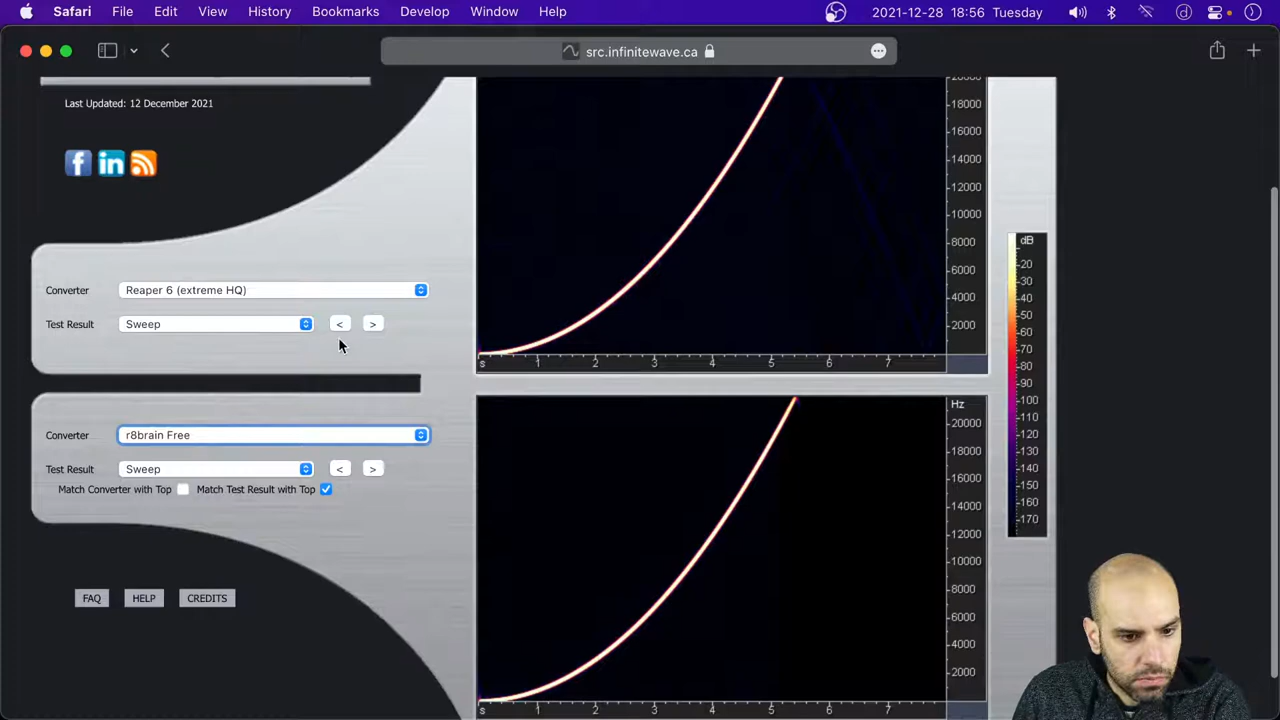 Safari File Edit View History Bookmarks Develop Window Help 2021-12-28 18:56 Tuesday
src.infinitewave.ca
Last Updated: 12 December 2021
Converter Reaper 6 (extreme HQ)
Test Result Sweep < >
20000
18000
16000
14000
12000
10000
8000
6000
4000
2000
s 1 2 3 4 5 6 7
dB
-20
-30
-40
-50
-60
-70
-80
-90
-100
-110
-120
-130
-140
-150
-160
-170
Converter r8brain Free
Test Result Sweep < >
Match Converter with Top Match Test Result with Top
FAQ HELP CREDITS
Hz
20000
18000
16000
14000
12000
10000
8000
6000
4000
2000
s 1 2 3 4 5 6 7